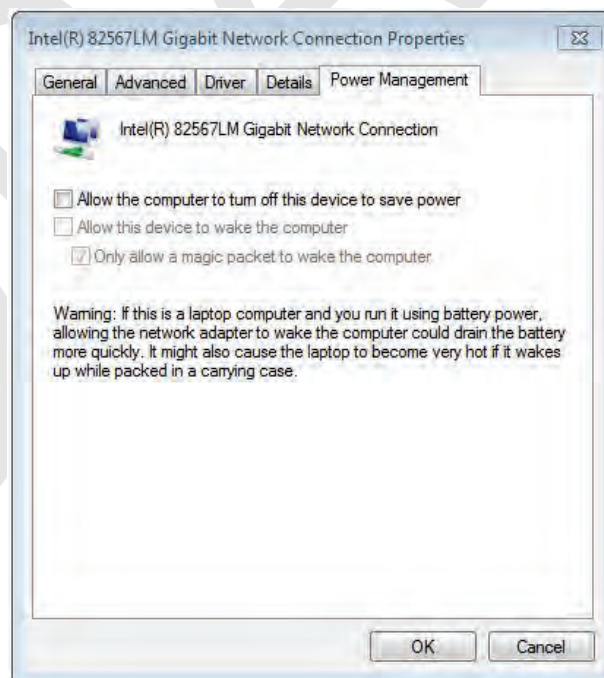 Intel(R) 82567LM Gigabit Network Connection Properties
General Advanced Driver Details Power Management
Intel(R) 82567LM Gigabit Network Connection
Allow the computer to turn off this device to save power
Allow this device to wake the computer
Only allow a magic packet to wake the computer
Warning: If this is a laptop computer and you run it using battery power,
allowing the network adapter to wake the computer could drain the battery
more quickly. It might also cause the laptop to become very hot if it wakes
up while packed in a carrying case.
OK Cancel